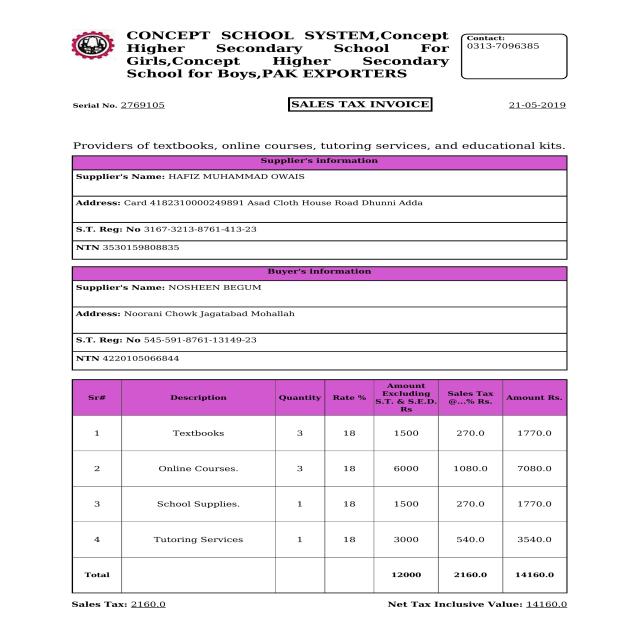 CONCEPT SCHOOL SYSTEM,Concept
Higher Secondary School For
Girls,Concept Higher Secondary
School for Boys,PAK EXPORTERS
Contact:
0313-7096385
Serial No. 2769105
SALES TAX INVOICE
21-05-2019
Providers of textbooks, online courses, tutoring services, and educational kits.
Supplier's information
Supplier's Name: HAFIZ MUHAMMAD OWAIS
Address: Card 4182310000249891 Asad Cloth House Road Dhunni Adda
S.T. Reg: No 3167-3213-8761-413-23
NTN 3530159808835
Buyer's information
Supplier's Name: NOSHEEN BEGUM
Address: Noorani Chowk Jagatabad Mohallah
S.T. Reg: No 545-591-8761-13149-23
NTN 4220105066844
Sr# Description Quantity Rate % Amount Excluding S.T. & S.E.D. Rs Sales Tax @...% Rs. Amount Rs.
1 Textbooks 3 18 1500 270.0 1770.0
2 Online Courses. 3 18 6000 1080.0 7080.0
3 School Supplies. 1 18 1500 270.0 1770.0
4 Tutoring Services 1 18 3000 540.0 3540.0
Total 12000 2160.0 14160.0
Sales Tax: 2160.0
Net Tax Inclusive Value: 14160.0